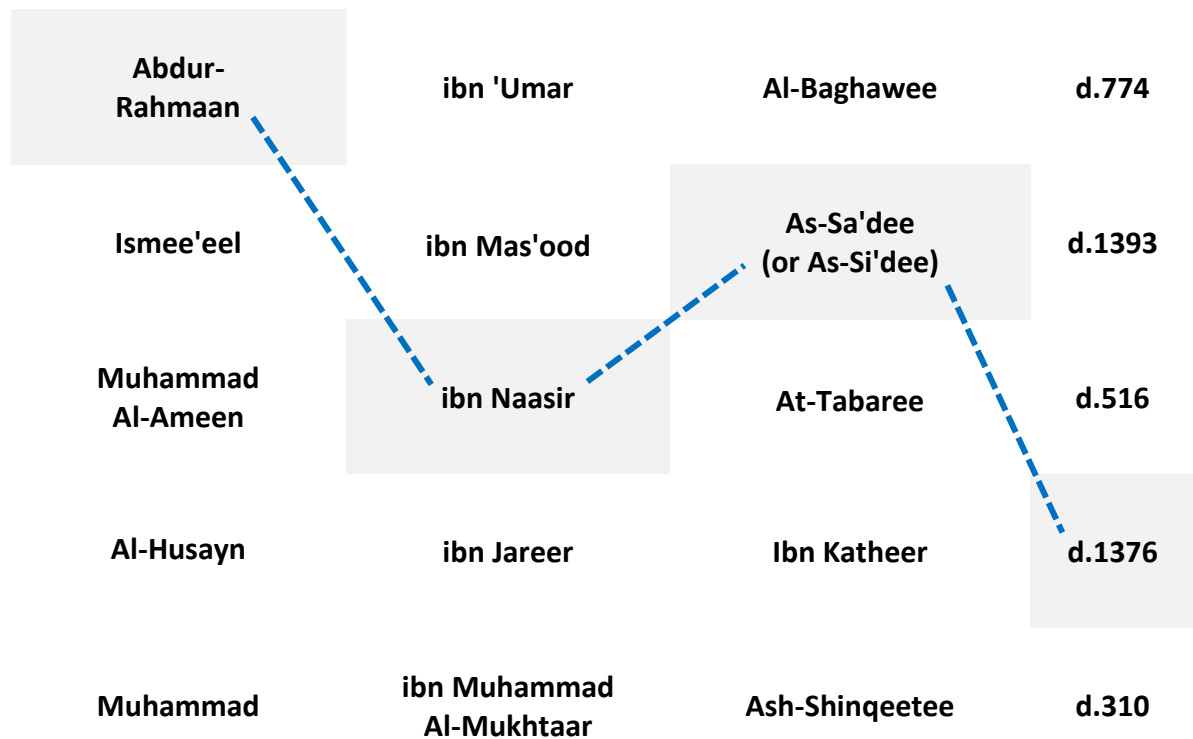 Abdur-
Rahmaan
ibn 'Umar
Al-Baghawee
d.774
Ismee'eel
ibn Mas'ood
As-Sa'dee
(or As-Si'dee)
d.1393
Muhammad
Al-Ameen
ibn Naasir
At-Tabaree
d.516
Al-Husayn
ibn Jareer
Ibn Katheer
d.1376
Muhammad
ibn Muhammad
Al-Mukhtaar
Ash-Shinqeetee
d.310